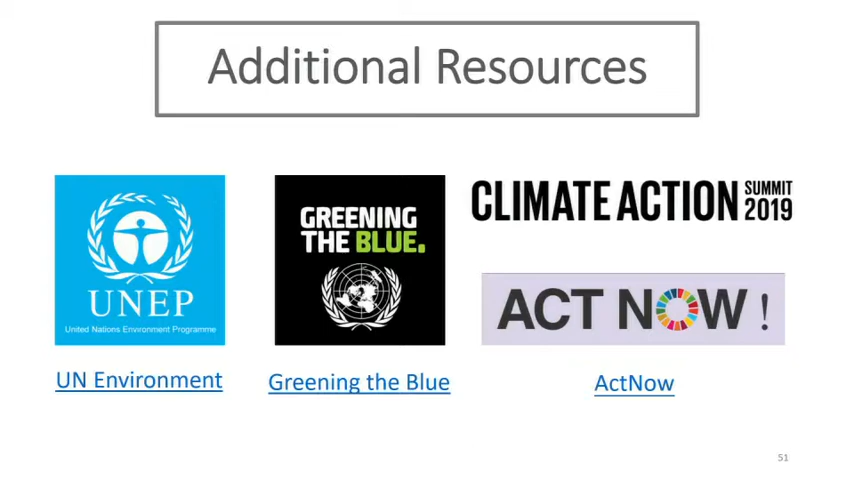 Additional Resources
UNEP
United Nations Environment Programme
GREENING
THE BLUE.
CLIMATE ACTION SUMMIT 2019
ACT NOW!
UN Environment
Greening the Blue
ActNow
51